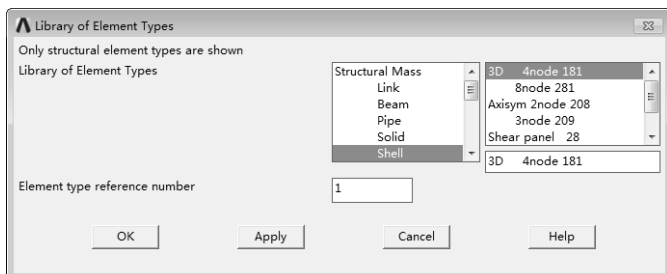 Library of Element Types
Only structural element types are shown
Library of Element Types
Structural Mass
Link
Beam
Pipe
Solid
Shell
3D 4node 181
8node 281
Axisym 2node 208
3node 209
Shear panel 28
3D 4node 181
Element type reference number
1
OK
Apply
Cancel
Help